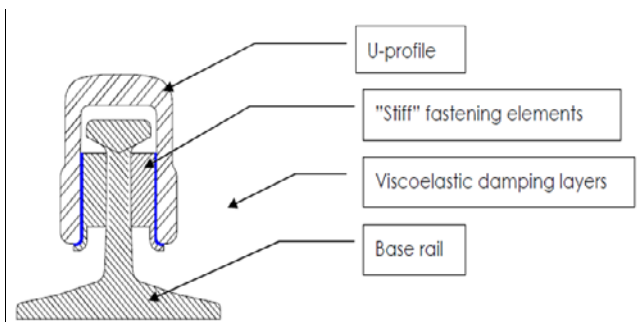 U-profile
"Stiff" fastening elements
Viscoelastic damping layers
Base rail